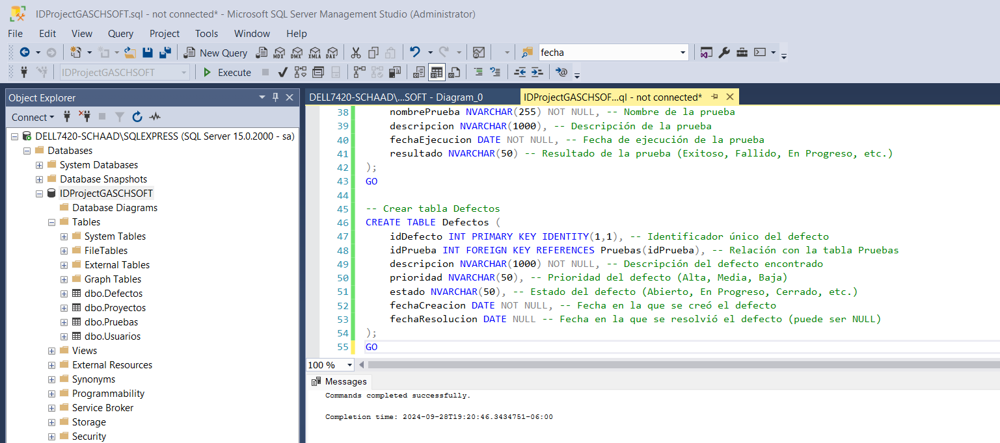 IDProjectGASCHSOFT.sql - not connected* - Microsoft SQL Server Management Studio (Administrator)
File Edit View Query Project Tools Window Help
New Query MDX DMX XMLA DAX fecha
IDProjectGASCHSOFT Execute
Object Explorer
Connect
DELL7420-SCHAAD\SQLEXPRESS (SQL Server 15.0.2000 - sa)
Databases
System Databases
Database Snapshots
IDProjectGASCHSOFT
Database Diagrams
Tables
System Tables
FileTables
External Tables
Graph Tables
dbo.Defectos
dbo.Proyectos
dbo.Pruebas
dbo.Usuarios
Views
External Resources
Synonyms
Programmability
Service Broker
Storage
Security
DELL7420-SCHAAD\...SOFT - Diagram_0 IDProjectGASCHSOF...ql - not connected*
38 nombrePrueba NVARCHAR(255) NOT NULL, -- Nombre de la prueba
39 descripcion NVARCHAR(1000), -- Descripción de la prueba
40 fechaEjecucion DATE NOT NULL, -- Fecha de ejecución de la prueba
41 resultado NVARCHAR(50) -- Resultado de la prueba (Exitoso, Fallido, En Progreso, etc.)
42 );
43 GO
44
45 -- Crear tabla Defectos
46 CREATE TABLE Defectos (
47 idDefecto INT PRIMARY KEY IDENTITY(1,1), -- Identificador único del defecto
48 idPrueba INT FOREIGN KEY REFERENCES Pruebas(idPrueba), -- Relación con la tabla Pruebas
49 descripcion NVARCHAR(1000) NOT NULL, -- Descripción del defecto encontrado
50 prioridad NVARCHAR(50), -- Prioridad del defecto (Alta, Media, Baja)
51 estado NVARCHAR(50), -- Estado del defecto (Abierto, En Progreso, Cerrado, etc.)
52 fechaCreacion DATE NOT NULL, -- Fecha en la que se creó el defecto
53 fechaResolucion DATE NULL -- Fecha en la que se resolvió el defecto (puede ser NULL)
54 );
55 GO
100 %
Messages
Commands completed successfully.
Completion time: 2024-09-28T19:20:46.3434751-06:00